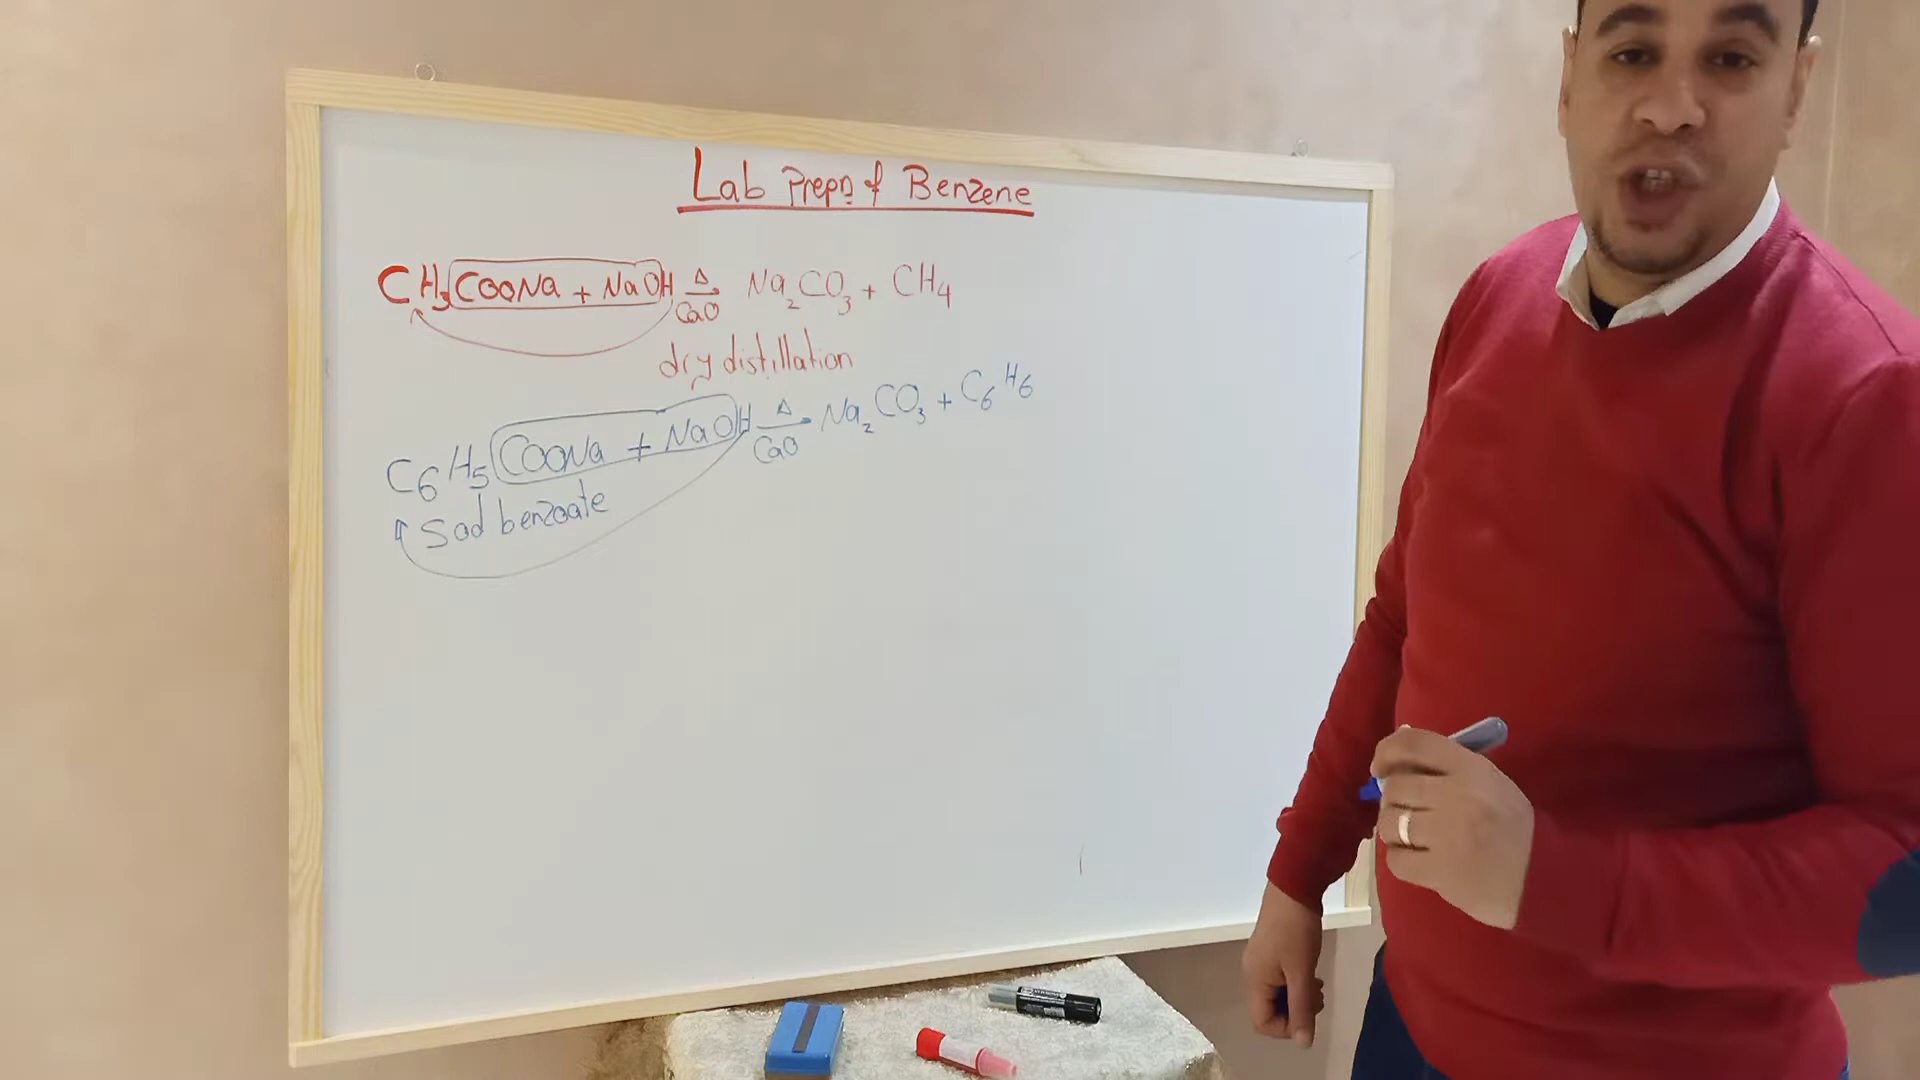 Lab Prepn of Benzene
CH₃COONa + NaOH Δ→ CaO Na₂CO₃ + CH₄
dry distillation
C₆H₅COONa + NaOH Δ→ CaO Na₂CO₃ + C₆H₆
Sod benzoate